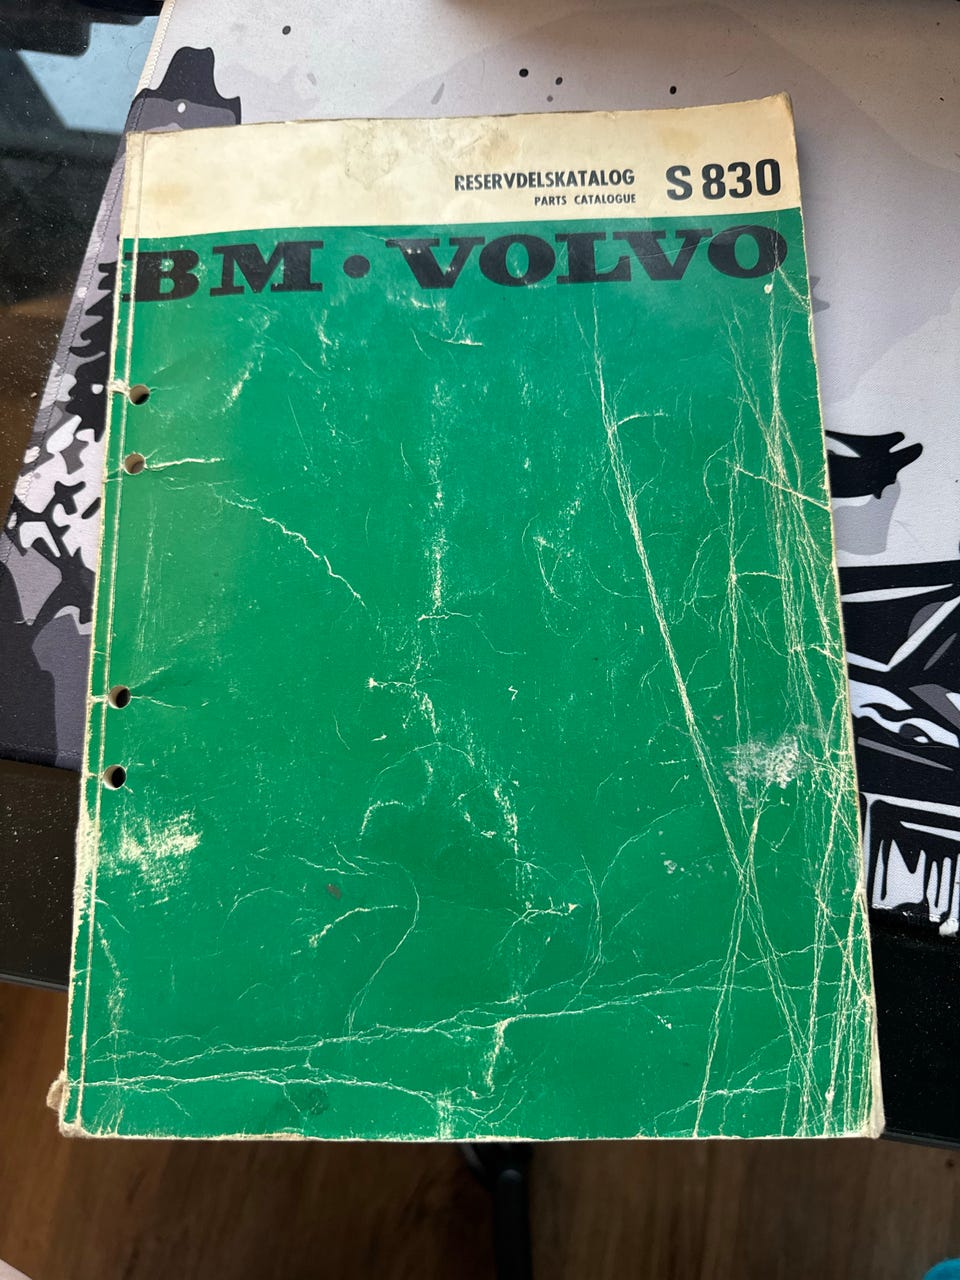 RESERVDELSKATALOG S 830
PARTS CATALOGUE
BM • VOLVO